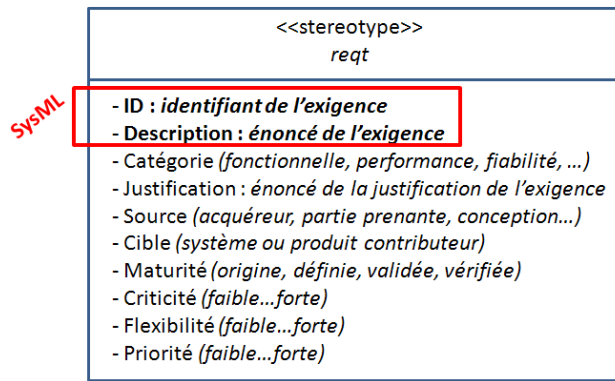 <<stereotype>>
reqt
SysML
- ID : identifiant de l'exigence
- Description : énoncé de l'exigence
- Catégorie (fonctionnelle, performance, fiabilité, ...)
- Justification : énoncé de la justification de l'exigence
- Source (acquéreur, partie prenante, conception...)
- Cible (système ou produit contributeur)
- Maturité (origine, définie, validée, vérifiée)
- Criticité (faible...forte)
- Flexibilité (faible...forte)
- Priorité (faible...forte)